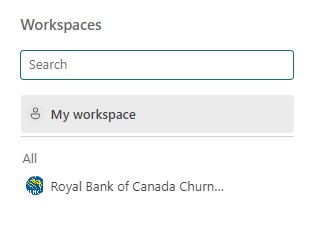 Workspaces
Search
My workspace
All
Royal Bank of Canada Churn...